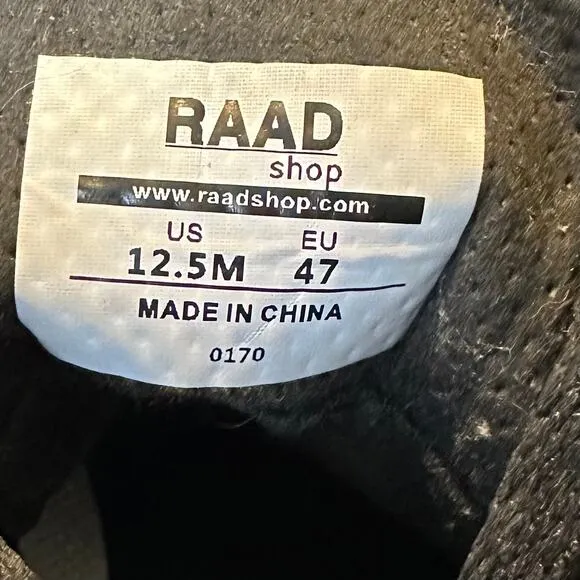 RAAD
shop
www.raadshop.com
US EU
12.5M 47
MADE IN CHINA
0170